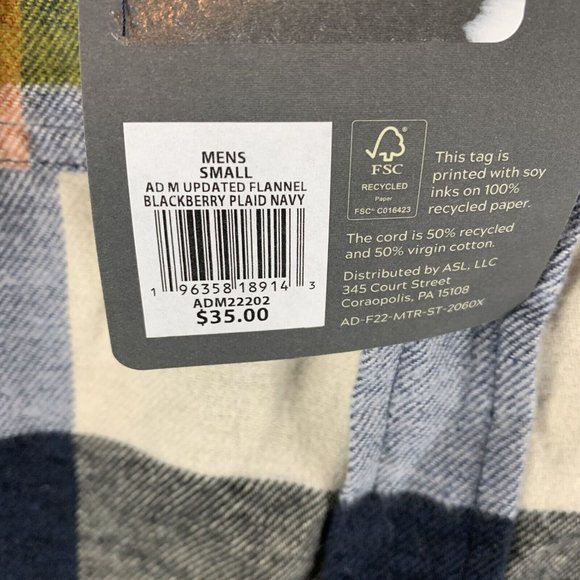 MENS
SMALL
AD M UPDATED FLANNEL
BLACKBERRY PLAID NAVY
1 96358 18914 3
ADM22202
$35.00
FSC
RECYCLED
Paper
FSC® C016423
This tag is
printed with soy
inks on 100%
recycled paper.
The cord is 50% recycled
and 50% virgin cotton.
Distributed by ASL, LLC
345 Court Street
Coraopolis, PA 15108
AD-F22-MTR-ST-2060X